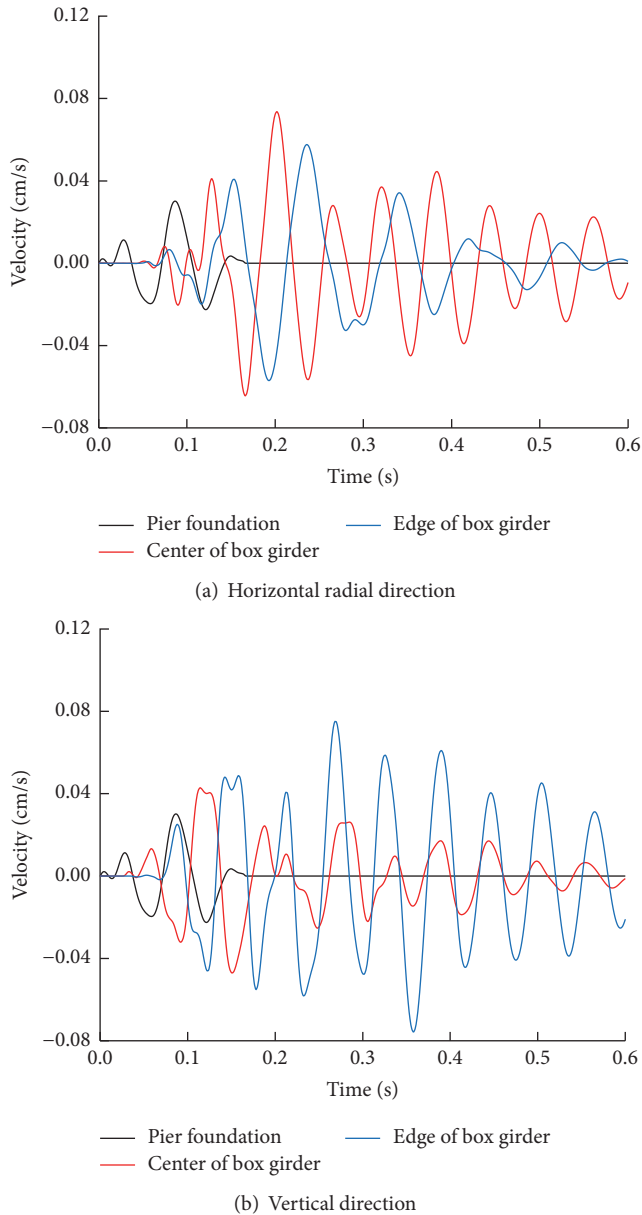 0.12
0.08
0.04
0.00
−0.04
−0.08
Velocity (cm/s)
0.0 0.1 0.2 0.3 0.4 0.5 0.6
Time (s)
Pier foundation
Edge of box girder
Center of box girder
(a) Horizontal radial direction
0.12
0.08
0.04
0.00
−0.04
−0.08
Velocity (cm/s)
0.0 0.1 0.2 0.3 0.4 0.5 0.6
Time (s)
Pier foundation
Edge of box girder
Center of box girder
(b) Vertical direction